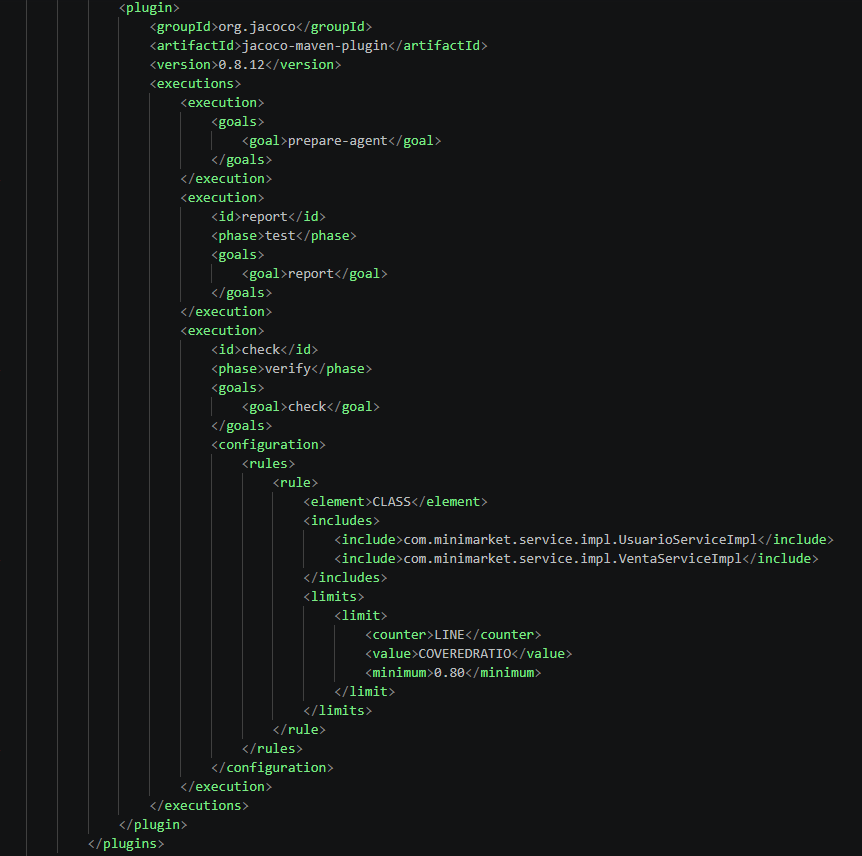 <plugin>
<groupId>org.jacoco</groupId>
<artifactId>jacoco-maven-plugin</artifactId>
<version>0.8.12</version>
<executions>
<execution>
<goals>
<goal>prepare-agent</goal>
</goals>
</execution>
<execution>
<id>report</id>
<phase>test</phase>
<goals>
<goal>report</goal>
</goals>
</execution>
<execution>
<id>check</id>
<phase>verify</phase>
<goals>
<goal>check</goal>
</goals>
<configuration>
<rules>
<rule>
<element>CLASS</element>
<includes>
<include>com.minimarket.service.impl.UsuarioServiceImpl</include>
<include>com.minimarket.service.impl.VentaServiceImpl</include>
</includes>
<limits>
<limit>
<counter>LINE</counter>
<value>COVEREDRATIO</value>
<minimum>0.80</minimum>
</limit>
</limits>
</rule>
</rules>
</configuration>
</execution>
</executions>
</plugin>
</plugins>